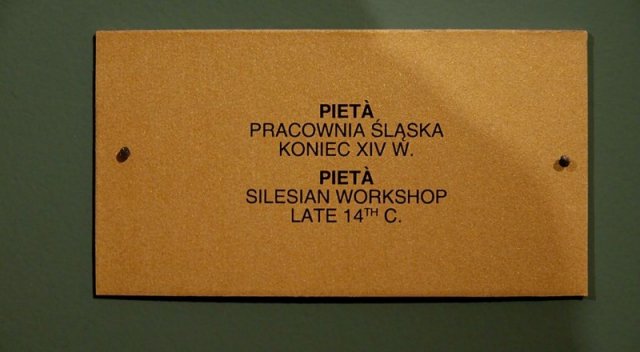 PIETÀ
PRACOWNIA ŚLĄSKA
KONIEC XIV W.
PIETÀ
SILESIAN WORKSHOP
LATE 14TH C.